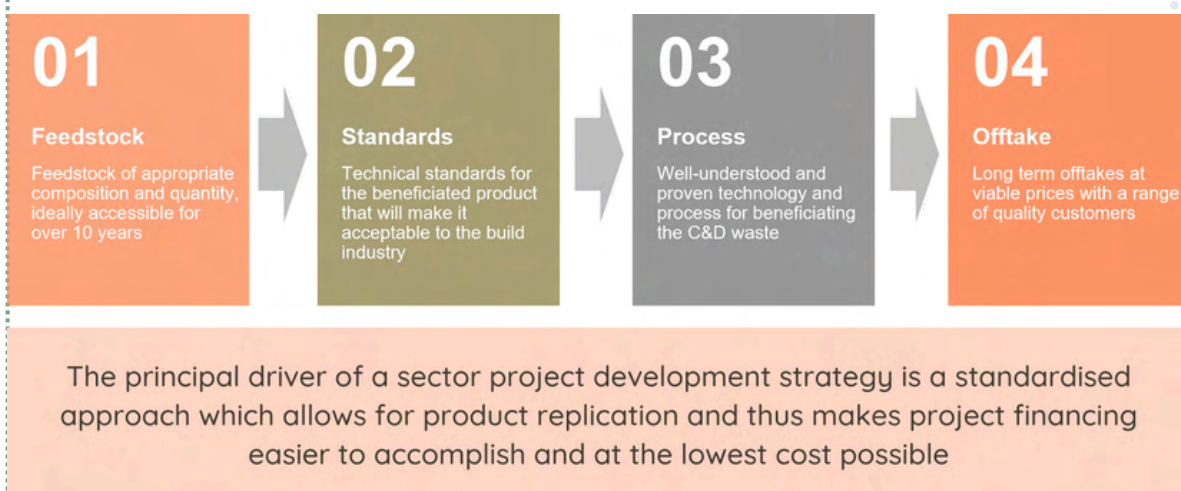 01
Feedstock
Feedstock of appropriate
composition and quantity,
ideally accessible for
over 10 years
02
Standards
Technical standards for
the beneficiated product
that will make it
acceptable to the build
industry
03
Process
Well-understood and
proven technology and
process for beneficiating
the C&D waste
04
Offtake
Long term offtakes at
viable prices with a range
of quality customers
The principal driver of a sector project development strategy is a standardised
approach which allows for product replication and thus makes project financing
easier to accomplish and at the lowest cost possible